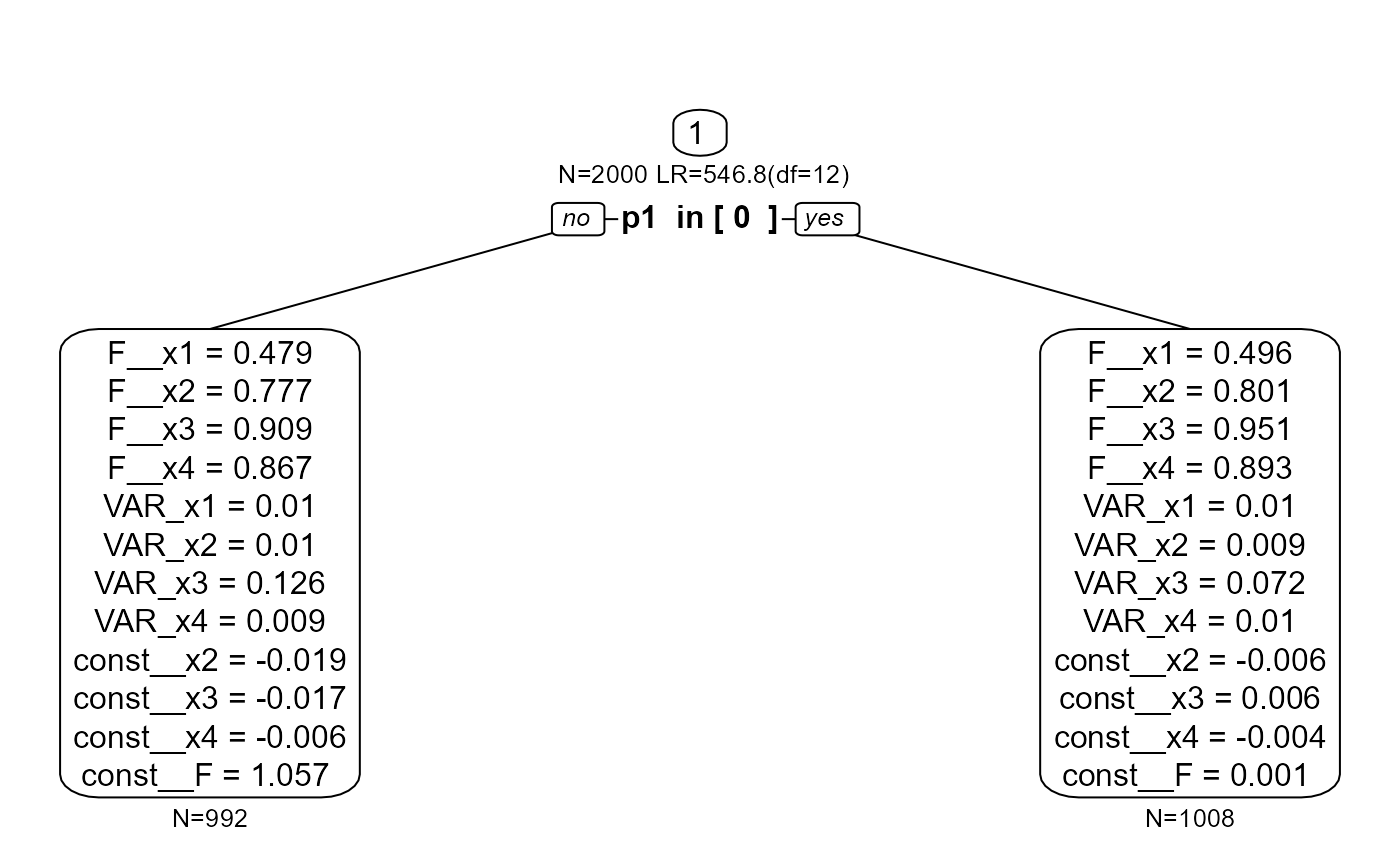 1
N=2000 LR=546.8(df=12)
no p1 in [ 0 ] yes
F__x1 = 0.479
F__x2 = 0.777
F__x3 = 0.909
F__x4 = 0.867
VAR_x1 = 0.01
VAR_x2 = 0.01
VAR_x3 = 0.126
VAR_x4 = 0.009
const__x2 = -0.019
const__x3 = -0.017
const__x4 = -0.006
const__F = 1.057
N=992
F__x1 = 0.496
F__x2 = 0.801
F__x3 = 0.951
F__x4 = 0.893
VAR_x1 = 0.01
VAR_x2 = 0.009
VAR_x3 = 0.072
VAR_x4 = 0.01
const__x2 = -0.006
const__x3 = 0.006
const__x4 = -0.004
const__F = 0.001
N=1008